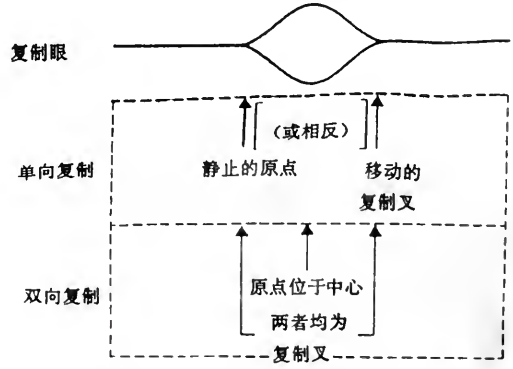 复制眼
（或相反）
单向复制
静止的原点
移动的
复制叉
双向复制
原点位于中心
两者均为
复制叉